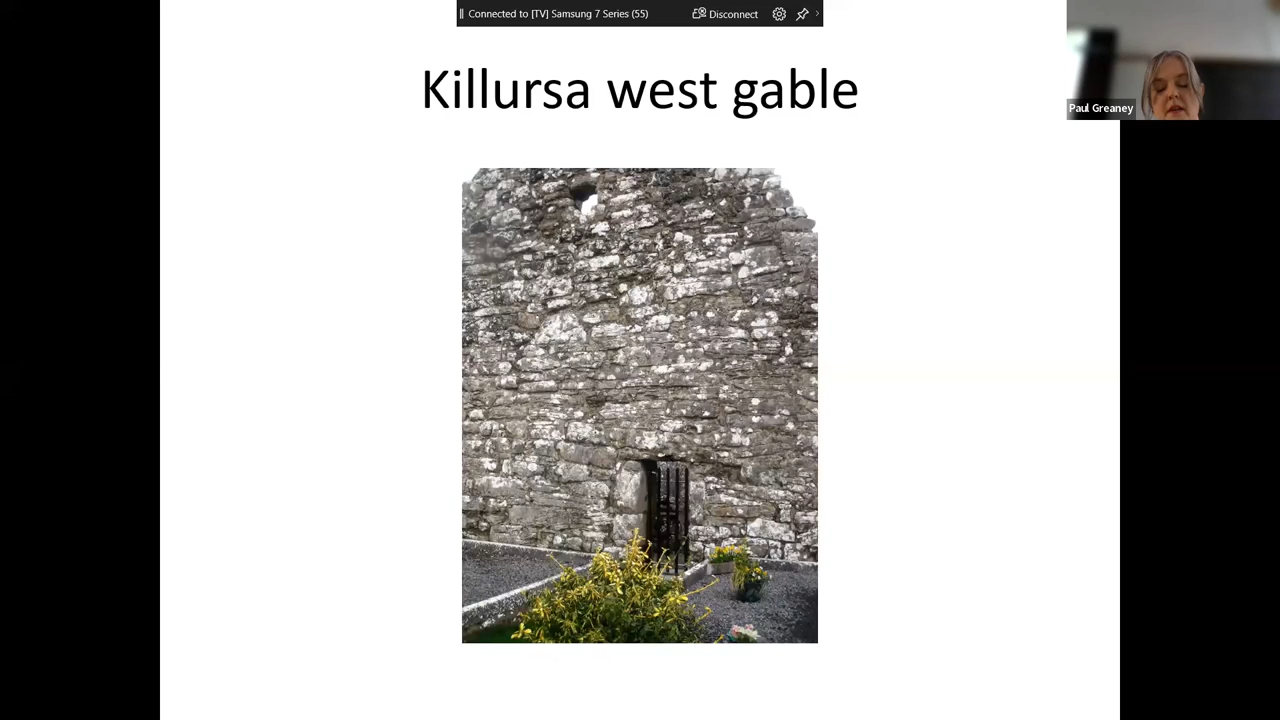 Connected to [TV] Samsung 7 Series (55) Disconnect
Killursa west gable
Paul Greaney